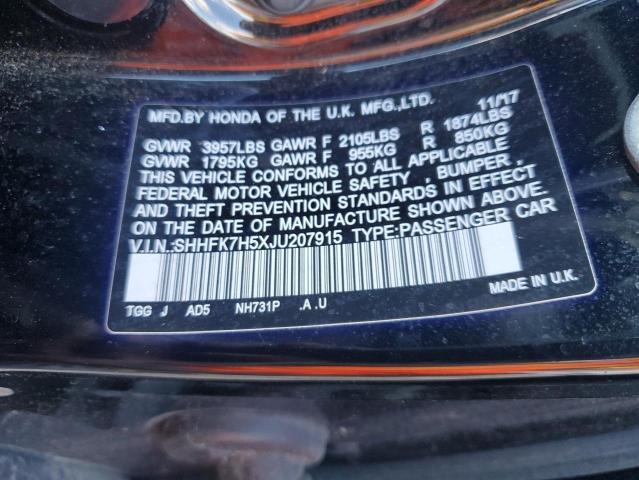 MFD.BY HONDA OF THE U.K. MFG.,LTD. 11/17
GVWR 3957LBS GAWR F 2105LBS R 1874LBS
GVWR 1795KG GAWR F 955KG R 850KG
THIS VEHICLE CONFORMS TO ALL APPLICABLE
FEDERAL MOTOR VEHICLE SAFETY , BUMPER ,
AND THEFT PREVENTION STANDARDS IN EFFECT
ON THE DATE OF MANUFACTURE SHOWN ABOVE.
V.I.N.:SHHFK7H5XJU207915 TYPE:PASSENGER CAR
TGG J AD5 NH731P .A .U MADE IN U.K.